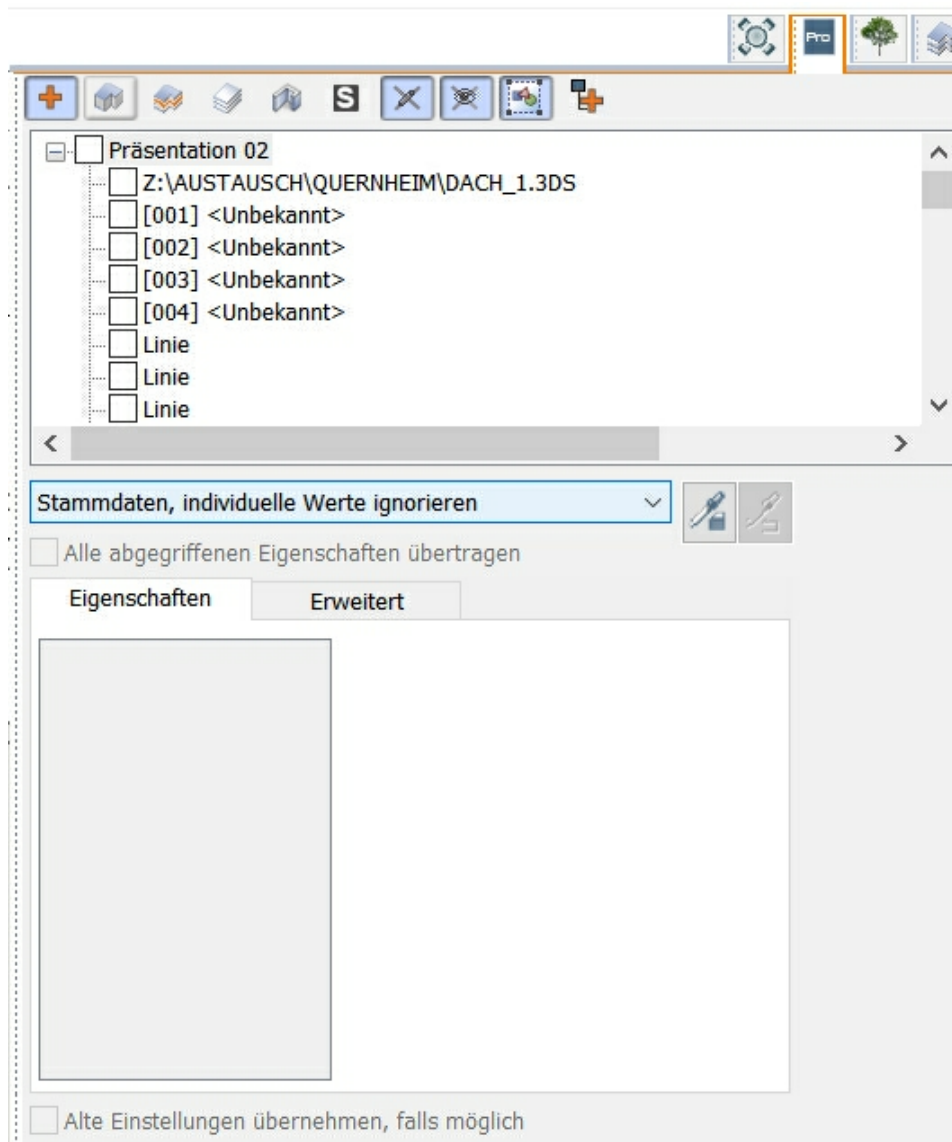 Pro
S
Präsentation 02
Z:\AUSTAUSCH\QUERNHEIM\DACH_1.3DS
[001] <Unbekannt>
[002] <Unbekannt>
[003] <Unbekannt>
[004] <Unbekannt>
Linie
Linie
Linie
Stammdaten, individuelle Werte ignorieren
Alle abgegriffenen Eigenschaften übertragen
Eigenschaften
Erweitert
Alte Einstellungen übernehmen, falls möglich